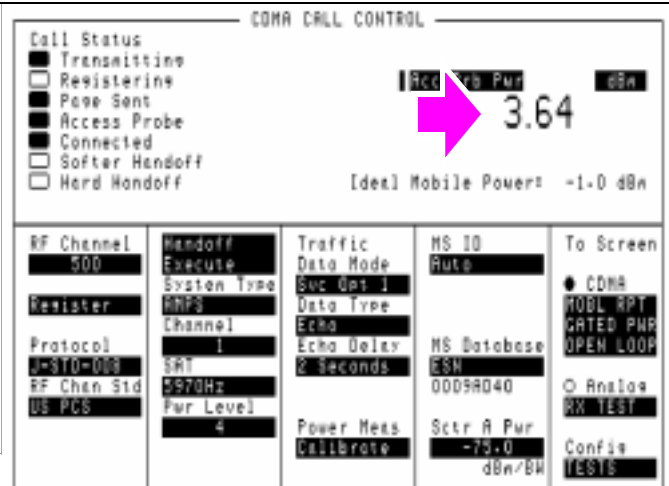 CDMA CALL CONTROL
Call Status
Transmitting
Registering
Page Sent
Access Probe
Connected
Softer Handoff
Hard Handoff
Acc Prb Pwr dBm
3.64
Ideal Mobile Power: -1.0 dBm
RF Channel
500
Register
Protocol
J-STD-008
RF Chan Std
US PCS
Handoff
Execute
System Type
AMPS
Channel
1
SAT
5970Hz
Pwr Level
4
Traffic
Data Mode
Svc Opt 1
Data Type
Echo
Echo Delay
2 Seconds
Power Meas
Calibrate
MS ID
Auto
MS Database
ESN
0009A040
Sctr A Pwr
-75.0
dBm/BW
To Screen
CDMA
MOBL RPT
GATED PWR
OPEN LOOP
Analog
RX TEST
Config
TESTS